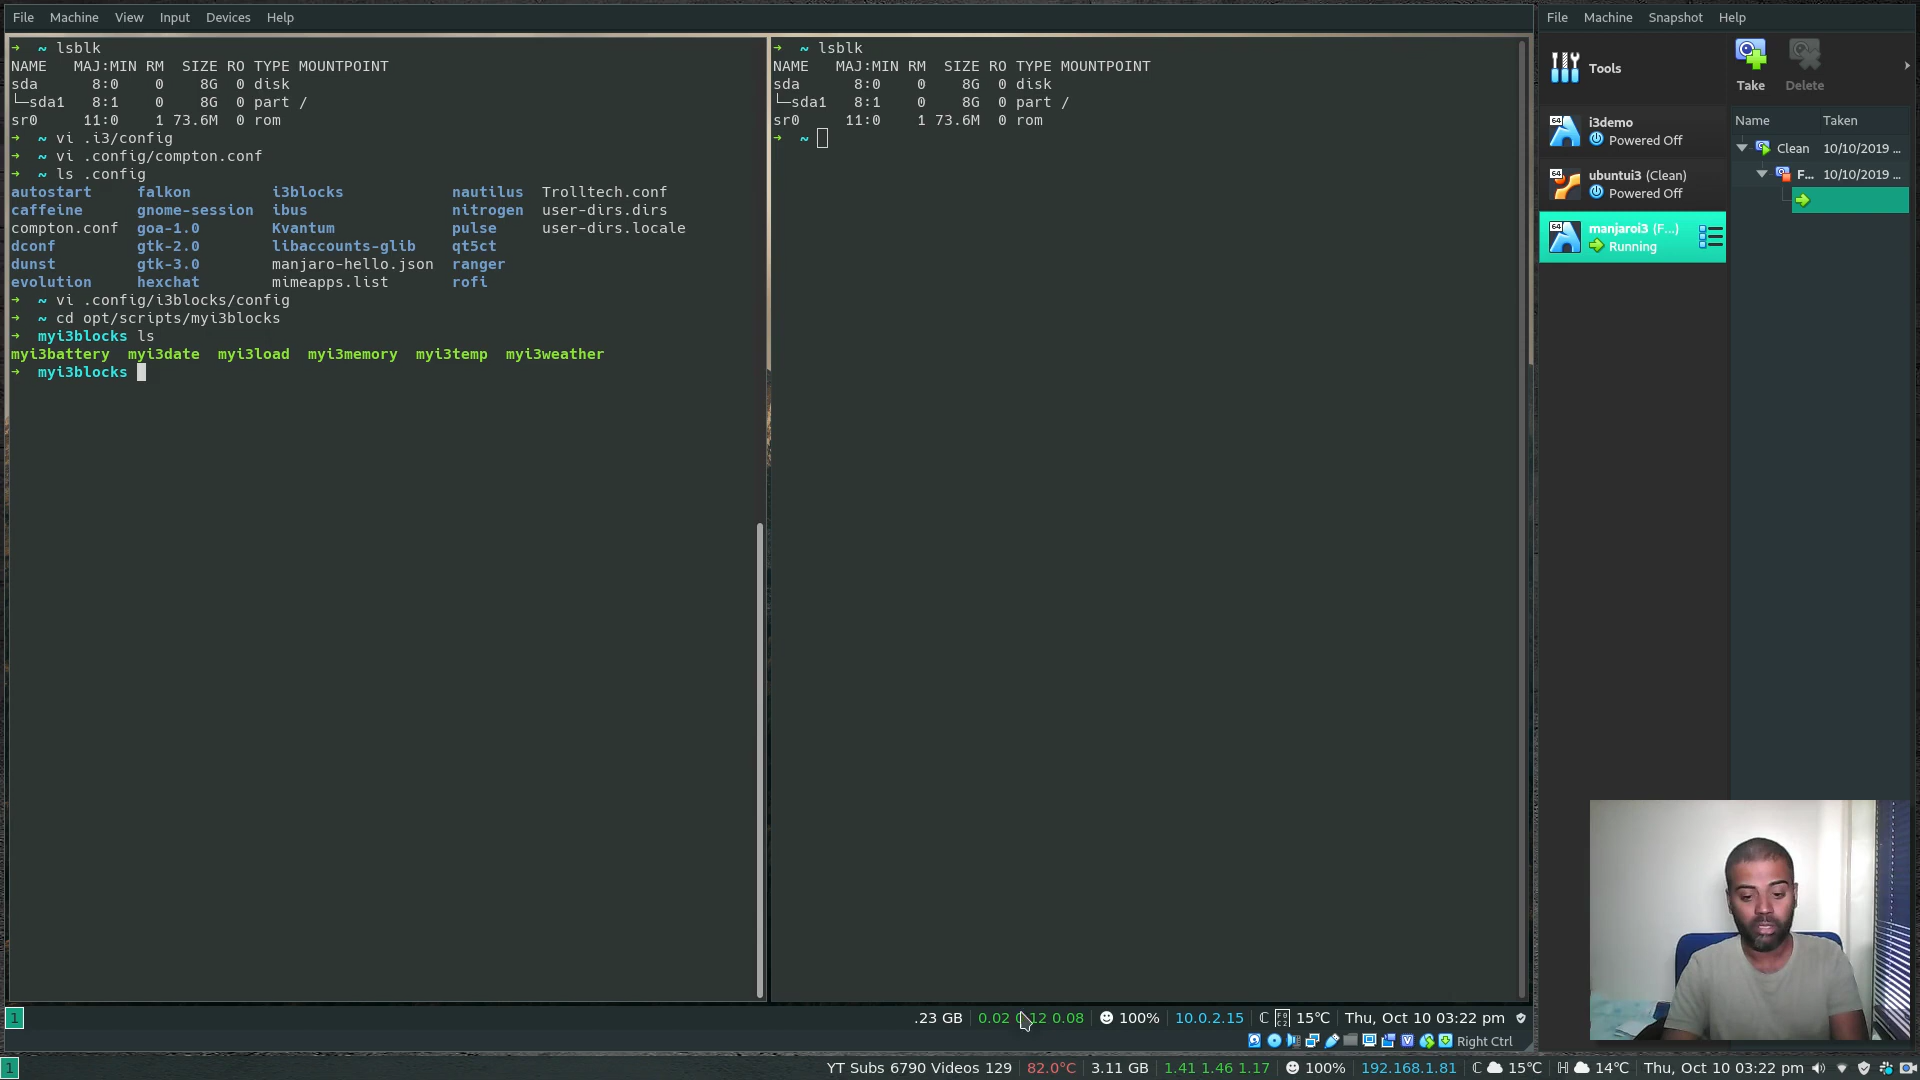 File Machine View Input Devices Help
➜ ~ lsblk
NAME MAJ:MIN RM SIZE RO TYPE MOUNTPOINT
sda 8:0 0 8G 0 disk
└─sda1 8:1 0 8G 0 part /
sr0 11:0 1 73.6M 0 rom
➜ ~ vi .i3/config
➜ ~ vi .config/compton.conf
➜ ~ ls .config
autostart falkon i3blocks nautilus Trolltech.conf
caffeine gnome-session ibus nitrogen user-dirs.dirs
compton.conf goa-1.0 Kvantum pulse user-dirs.locale
dconf gtk-2.0 libaccounts-glib qt5ct
dunst gtk-3.0 manjaro-hello.json ranger
evolution hexchat mimeapps.list rofi
➜ ~ vi .config/i3blocks/config
➜ ~ cd opt/scripts/myi3blocks
➜ myi3blocks ls
myi3battery myi3date myi3load myi3memory myi3temp myi3weather
➜ myi3blocks
➜ ~ lsblk
NAME MAJ:MIN RM SIZE RO TYPE MOUNTPOINT
sda 8:0 0 8G 0 disk
└─sda1 8:1 0 8G 0 part /
sr0 11:0 1 73.6M 0 rom
➜ ~
File Machine Snapshot Help
Tools
Take Delete
64 i3demo
Powered Off
64 ubuntui3 (Clean)
Powered Off
64 manjaroi3 (F...)
Running
Name Taken
Clean 10/10/2019 ...
F... 10/10/2019 ...
1 .23 GB 0.02 0.12 0.08 100% 10.0.2.15 ℂ 15°C Thu, Oct 10 03:22 pm
Right Ctrl
1 YT Subs 6790 Videos 129 82.0°C 3.11 GB 1.41 1.46 1.17 100% 192.168.1.81 ℂ 15°C ℍ 14°C Thu, Oct 10 03:22 pm